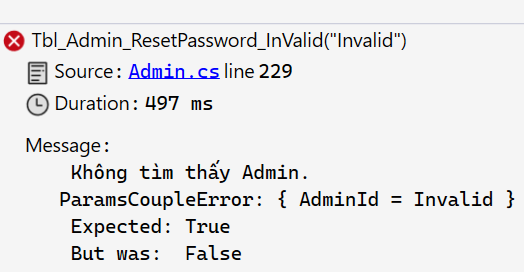 Tbl_Admin_ResetPassword_InValid("Invalid")
Source: Admin.cs line 229
Duration: 497 ms
Message:
Không tìm thấy Admin.
ParamsCoupleError: { AdminId = Invalid }
Expected: True
But was:  False